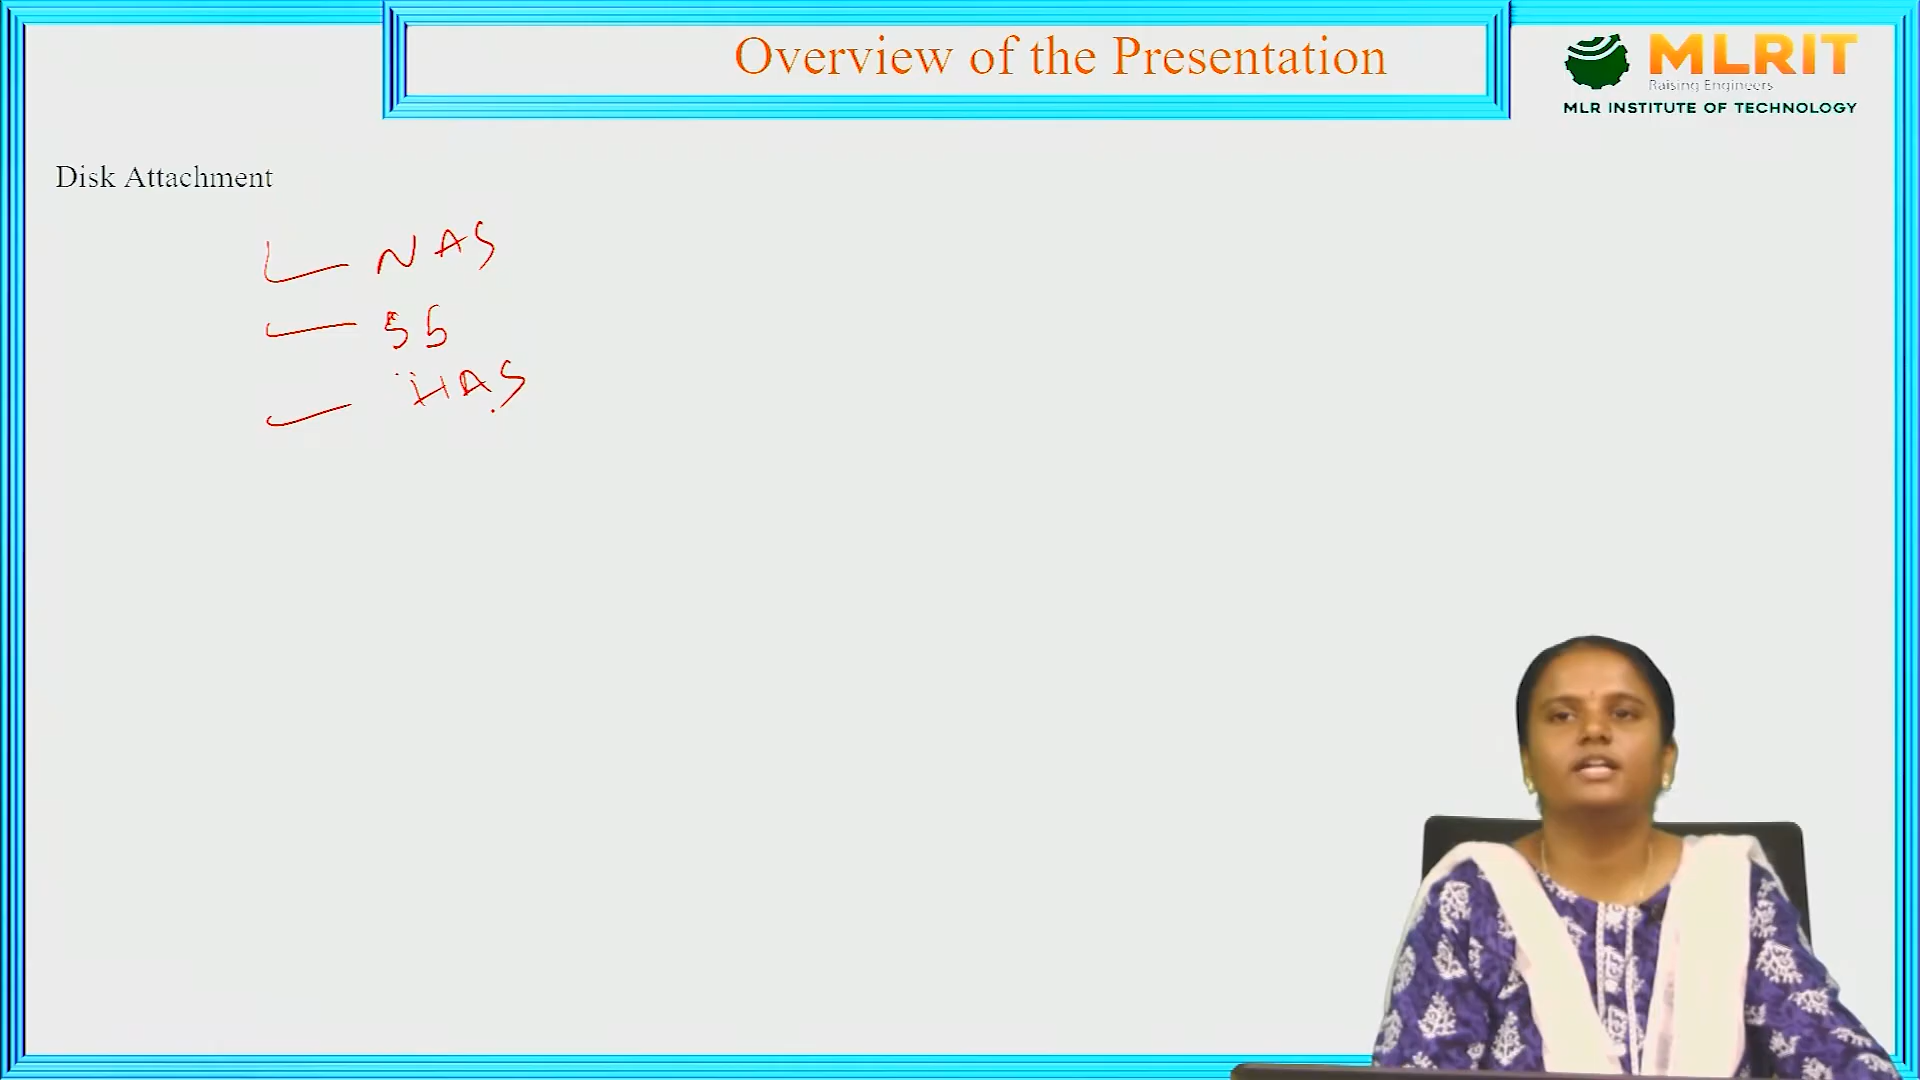 Overview of the Presentation
MLRIT
Raising Engineers
MLR INSTITUTE OF TECHNOLOGY
Disk Attachment
NAS
SS
HAS